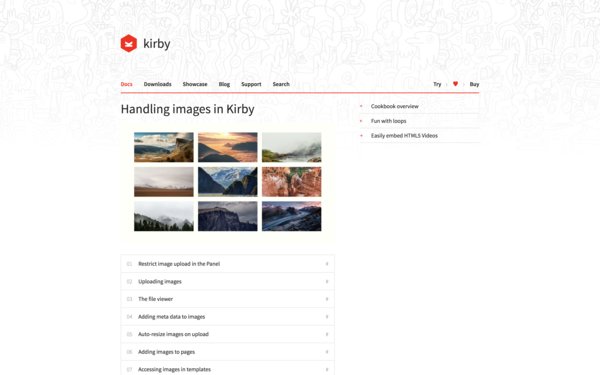 kirby
Docs Downloads Showcase Blog Support Search Try Buy
Handling images in Kirby
Cookbook overview
Fun with loops
Easily embed HTML5 Videos
01 Restrict image upload in the Panel
02 Uploading images
03 The file viewer
04 Adding meta data to images
05 Auto-resize images on upload
06 Adding images to pages
07 Accessing images in templates